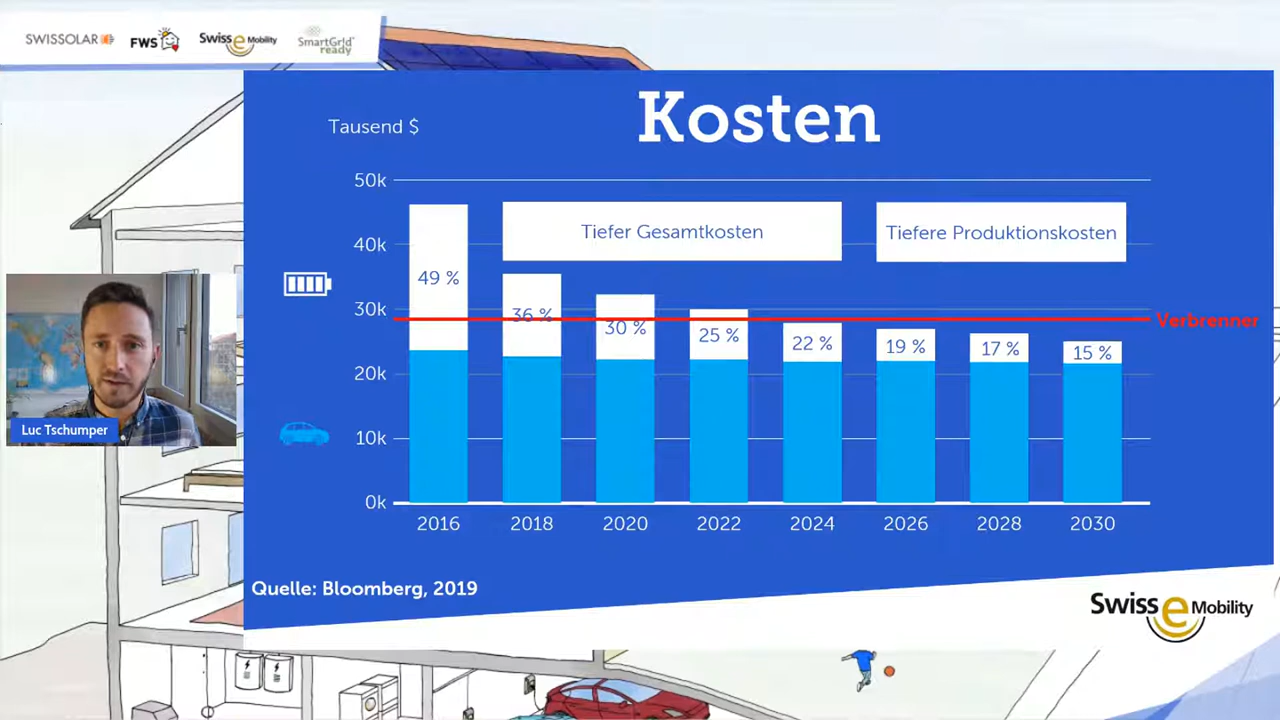 SWISSOLAR
FWS
Swiss e Mobility
SmartGrid
ready
Kosten
Tausend $
50k
40k
30k
20k
10k
0k
Tiefer Gesamtkosten
Tiefere Produktionskosten
49 %
36 %
30 %
25 %
22 %
19 %
17 %
15 %
Verbrenner
2016
2018
2020
2022
2024
2026
2028
2030
Luc Tschumper
Quelle: Bloomberg, 2019
Swiss e Mobility